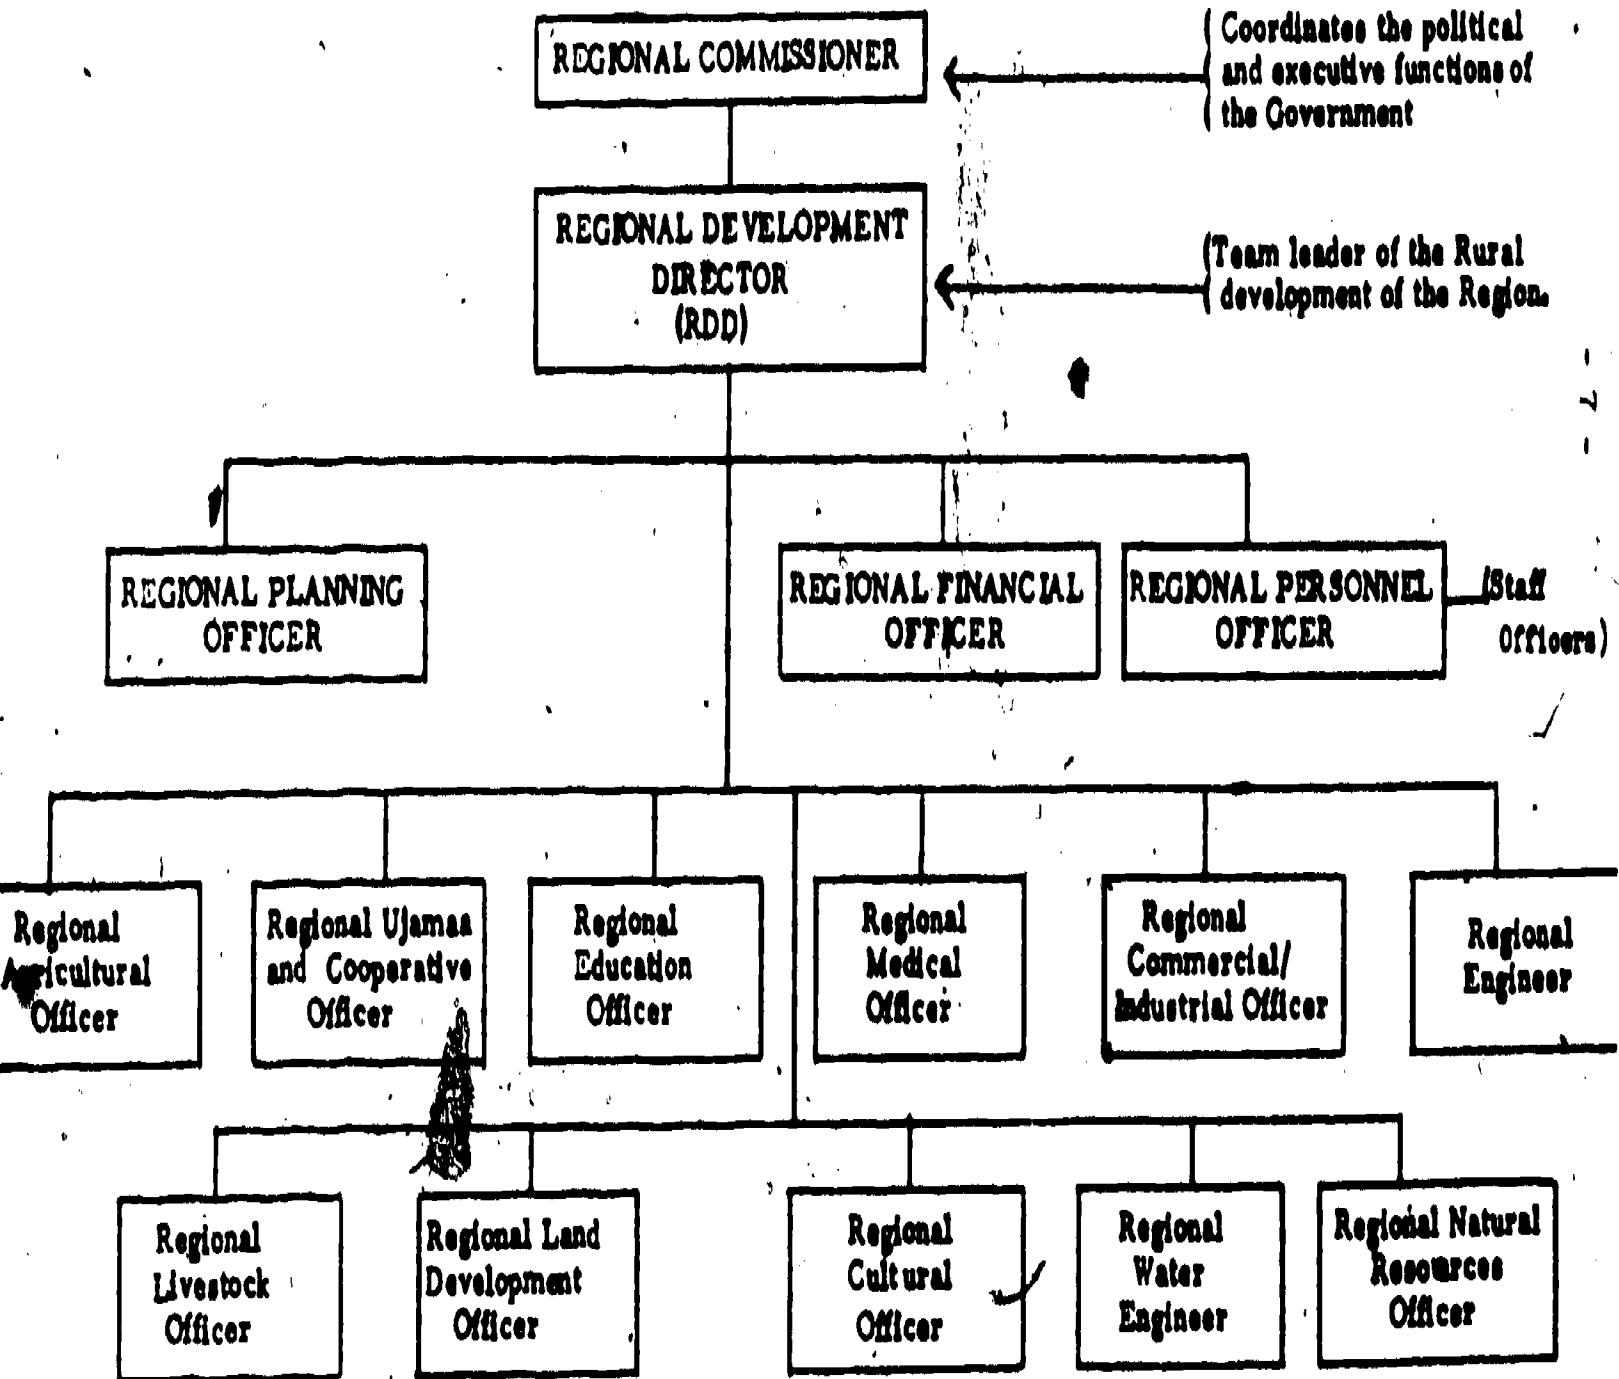 REGIONAL COMMISSIONER
( Coordinates the political
( and executive functions of
( the Government
REGIONAL DEVELOPMENT
DIRECTOR
(RDD)
(Team leader of the Rural
( development of the Region.
- 7 -
REGIONAL PLANNING
OFFICER
REGIONAL FINANCIAL
OFFICER
REGIONAL PERSONNEL
OFFICER
(Staff
Officers)
Regional
Agricultural
Officer
Regional Ujamaa
and Cooperative
Officer
Regional
Education
Officer
Regional
Medical
Officer
Regional
Commercial/
Industrial Officer
Regional
Engineer
Regional
Livestock
Officer
Regional Land
Development
Officer
Regional
Cultural
Officer
Regional
Water
Engineer
Regional Natural
Resources
Officer